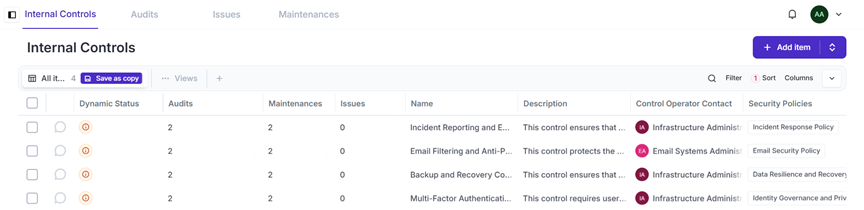 Internal Controls Audits Issues Maintenances AA
Internal Controls
+ Add item
All it... 4 Save as copy ... Views + Filter 1 Sort Columns
Dynamic Status Audits Maintenances Issues Name Description Control Operator Contact Security Policies
2 2 0 Incident Reporting and E... This control ensures that ... IA Infrastructure Administ Incident Response Policy
2 2 0 Email Filtering and Anti-P... This control protects the ... EA Email Systems Administ Email Security Policy
2 2 0 Backup and Recovery Co... This control ensures that ... IA Infrastructure Administ Data Resilience and Recovery
2 2 0 Multi-Factor Authenticati... This control requires user... IA Infrastructure Administ Identity Governance and Priv